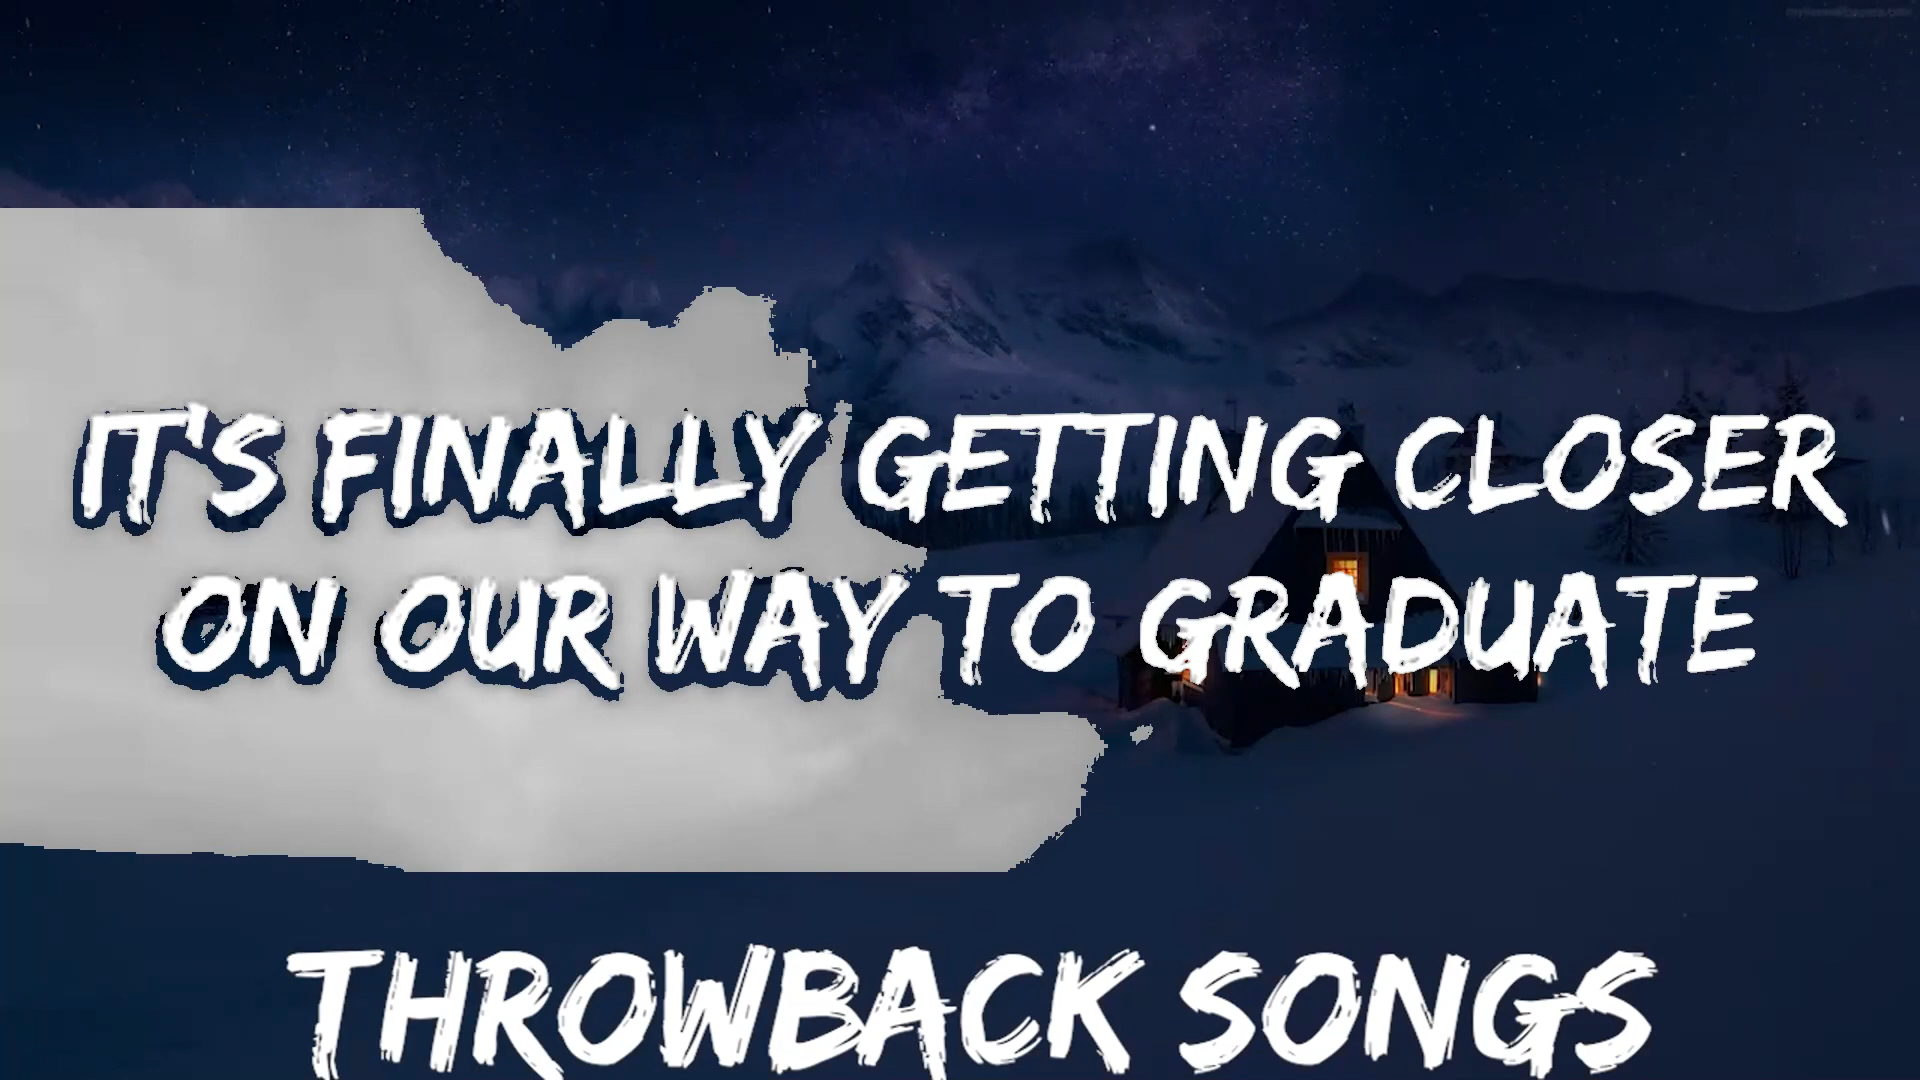 IT'S FINALLY GETTING CLOSER
ON OUR WAY TO GRADUATE
THROWBACK SONGS